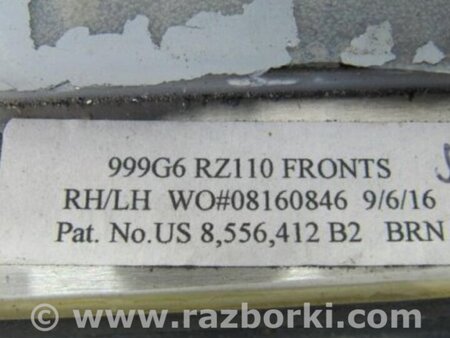 999G6 RZ110 FRONTS
RH/LH WO#08160846 9/6/16
Pat. No.US 8,556,412 B2 BRN
© www.razborki.com